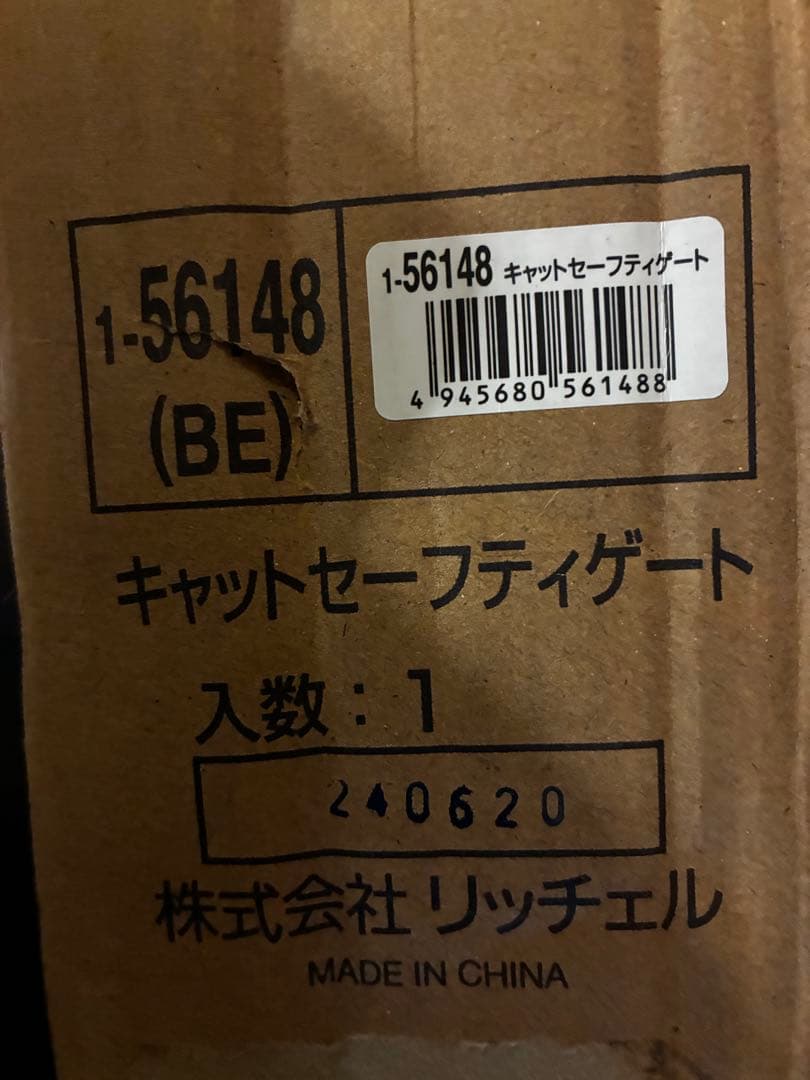 1-56148
(BE)
1-56148 キャットセーフティゲート
4 945680 561488
キャットセーフティゲート
入数：1
240620
株式会社 リッチェル
MADE IN CHINA